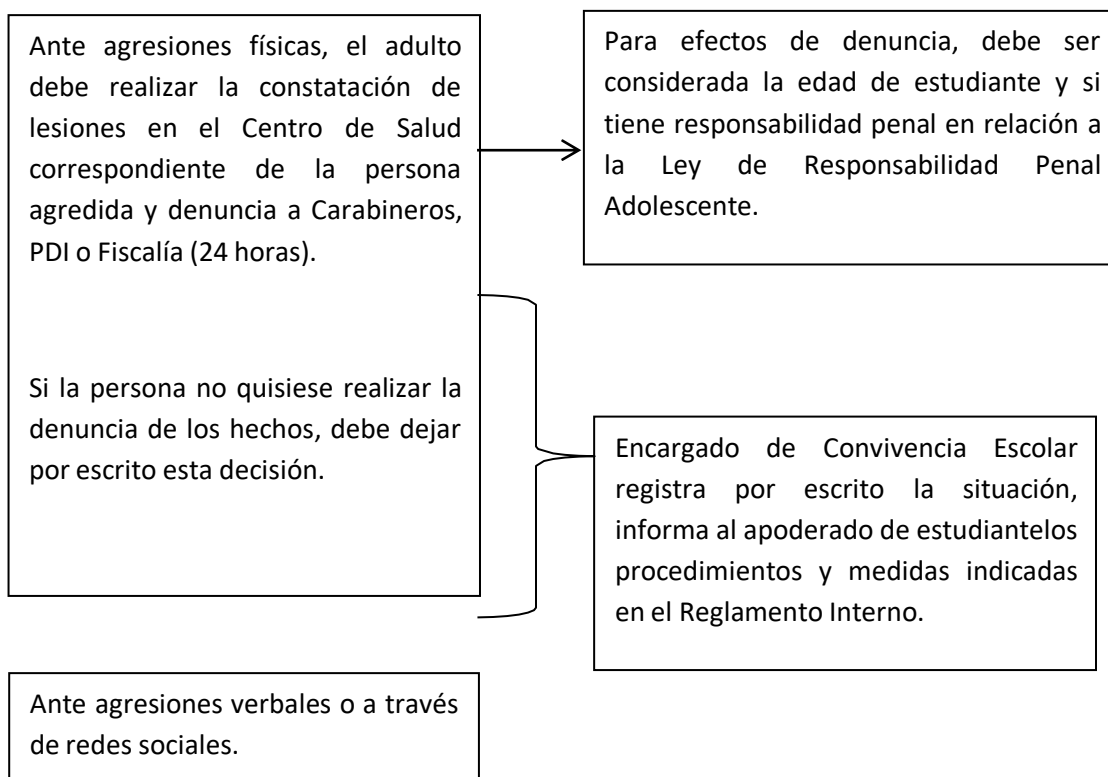 Ante agresiones físicas, el adulto
debe realizar la constatación de
lesiones en el Centro de Salud
correspondiente de la persona
agredida y denuncia a Carabineros,
PDI o Fiscalía (24 horas).
Si la persona no quisiese realizar la
denuncia de los hechos, debe dejar
por escrito esta decisión.
Para efectos de denuncia, debe ser
considerada la edad de estudiante y si
tiene responsabilidad penal en relación a
la Ley de Responsabilidad Penal
Adolescente.
Encargado de Convivencia Escolar
registra por escrito la situación,
informa al apoderado de estudiantelos
procedimientos y medidas indicadas
en el Reglamento Interno.
Ante agresiones verbales o a través
de redes sociales.